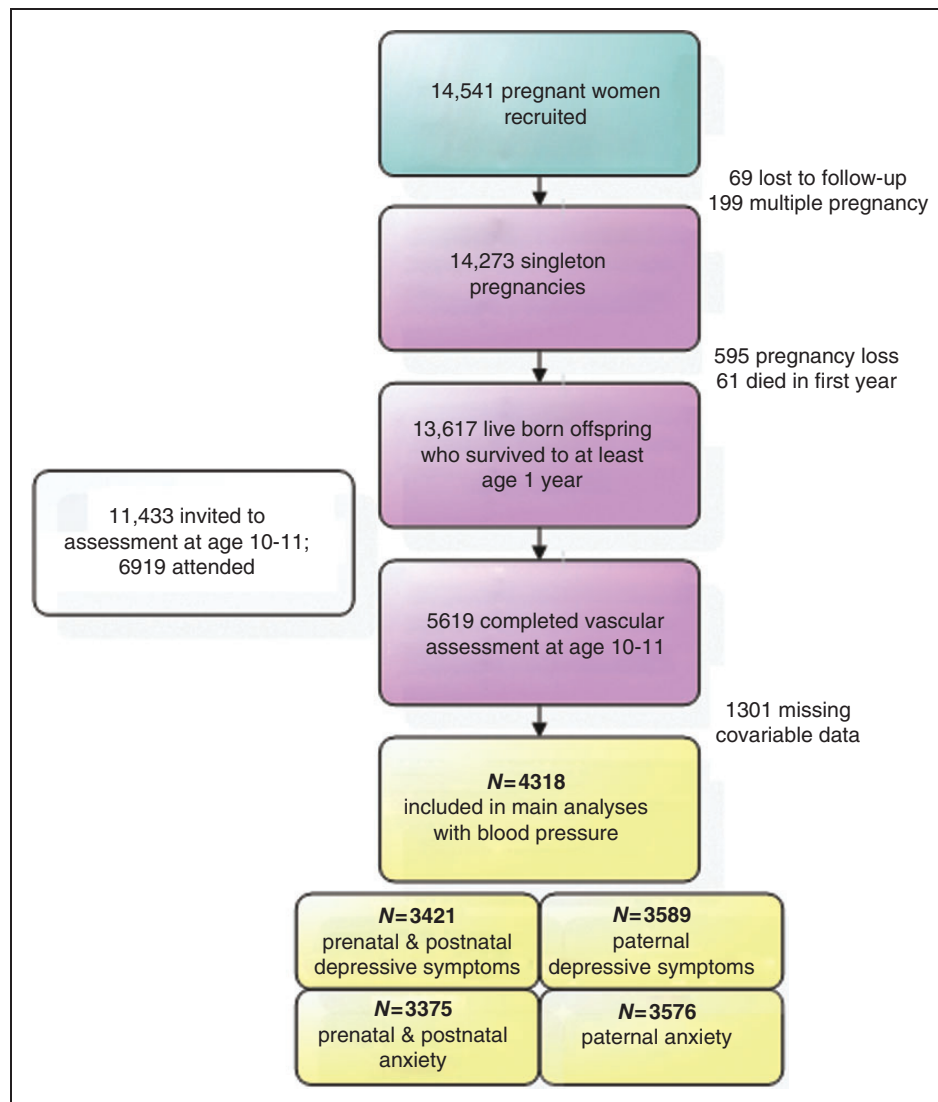 14,541 pregnant women
recruited
69 lost to follow-up
199 multiple pregnancy
14,273 singleton
pregnancies
595 pregnancy loss
61 died in first year
13,617 live born offspring
who survived to at least
age 1 year
11,433 invited to
assessment at age 10-11;
6919 attended
5619 completed vascular
assessment at age 10-11
1301 missing
covariable data
N=4318
included in main analyses
with blood pressure
N=3421
prenatal & postnatal
depressive symptoms
N=3589
paternal
depressive symptoms
N=3375
prenatal & postnatal
anxiety
N=3576
paternal anxiety